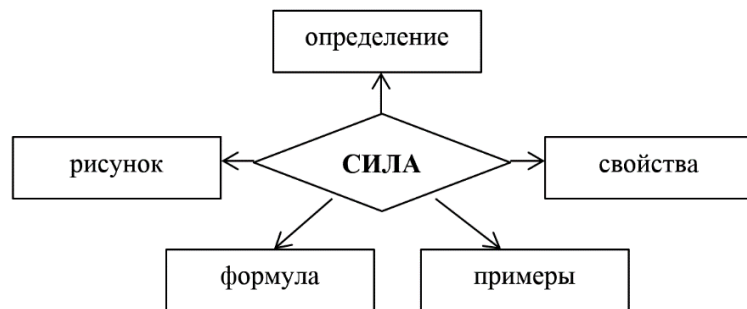 определение
рисунок
СИЛА
свойства
формула
примеры